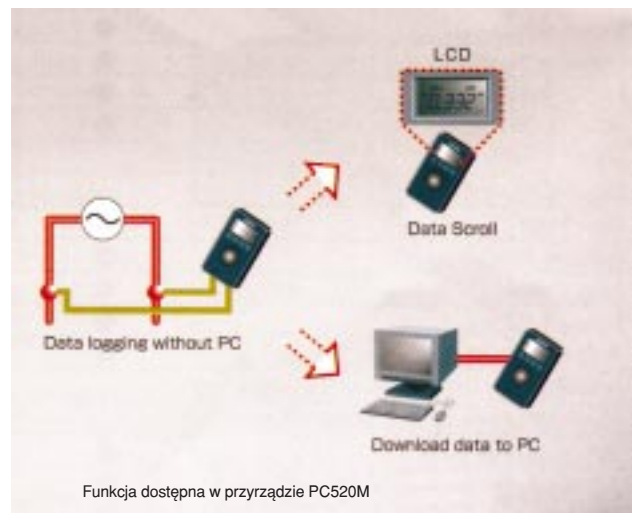 LCD
Data Scroll
Data logging without PC
Download data to PC
Funkcja dostępna w przyrządzie PC520M